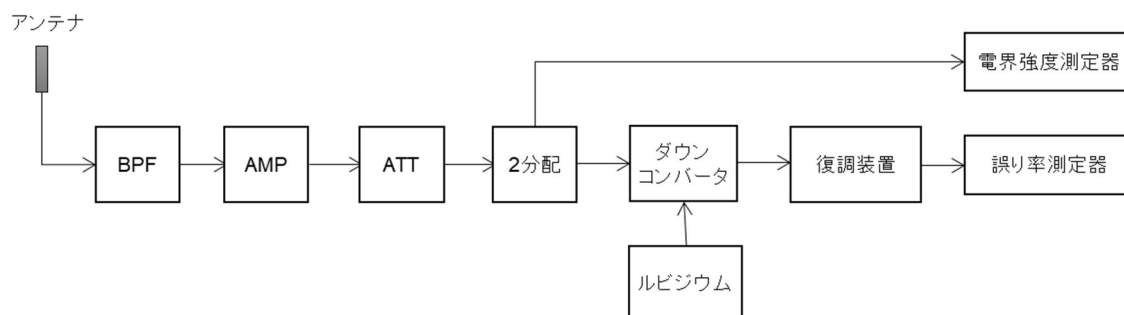 アンテナ
電界強度測定器
BPF
AMP
ATT
2分配
ダウン
コンバータ
復調装置
誤り率測定器
ルビジウム